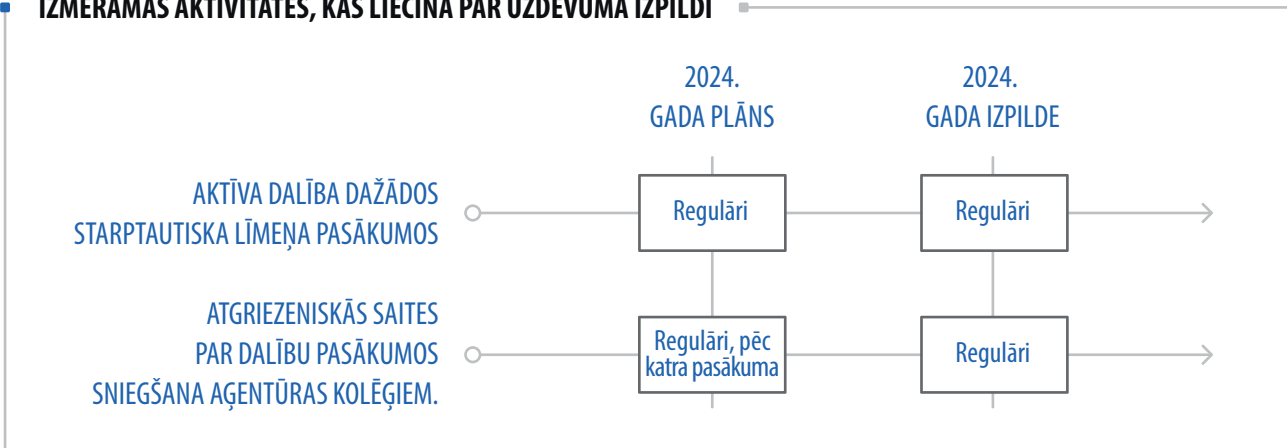 IZMĒRĀMĀS AKTIVITĀTES, KAS LIECINA PAR UZDEVUMA IZPILDI
2024.
GADA PLĀNS
2024.
GADA IZPILDE
AKTĪVA DALĪBA DAŽĀDOS
STARPTAUTISKA LĪMEŅA PASĀKUMOS
Regulāri
Regulāri
ATGRIEZENISKĀS SAITES
PAR DALĪBU PASĀKUMOS
SNIEGŠANA AĢENTŪRAS KOLĒĢIEM.
Regulāri, pēc
katra pasākuma
Regulāri